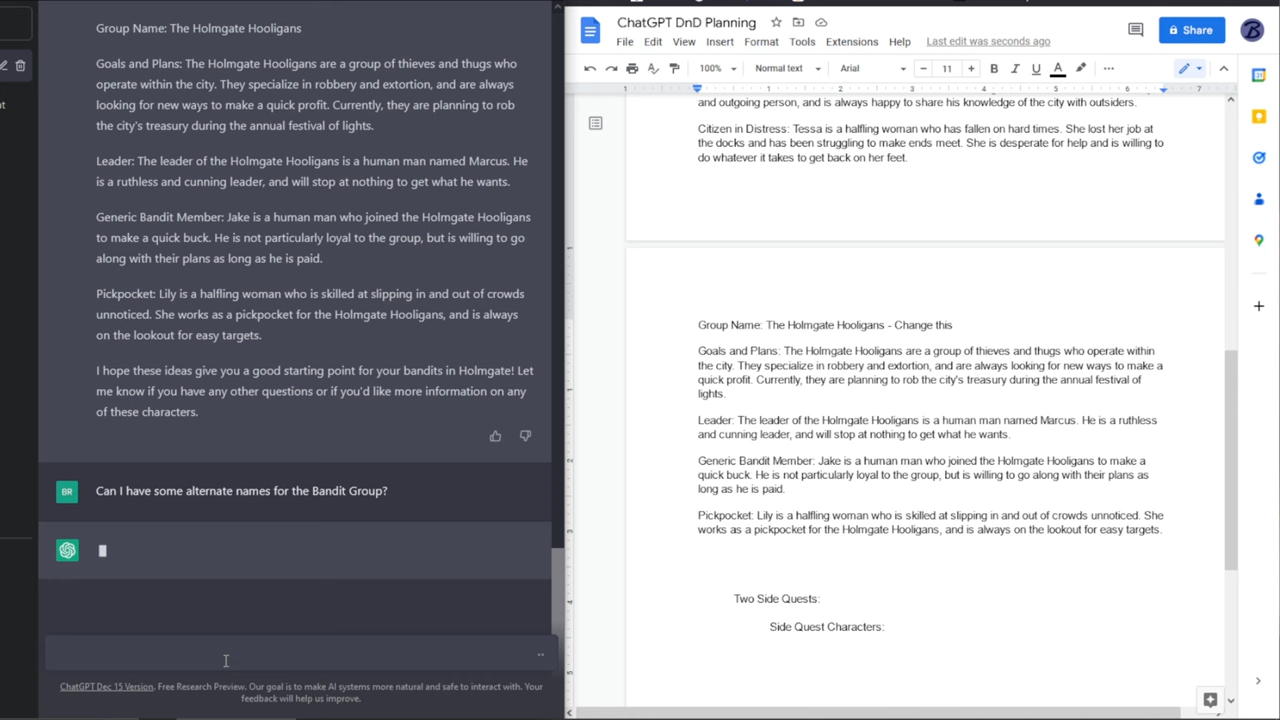 Group Name: The Holmgate Hooligans
Goals and Plans: The Holmgate Hooligans are a group of thieves and thugs who
operate within the city. They specialize in robbery and extortion, and are always
looking for new ways to make a quick profit. Currently, they are planning to rob
the city's treasury during the annual festival of lights.
Leader: The leader of the Holmgate Hooligans is a human man named Marcus. He
is a ruthless and cunning leader, and will stop at nothing to get what he wants.
Generic Bandit Member: Jake is a human man who joined the Holmgate Hooligans
to make a quick buck. He is not particularly loyal to the group, but is willing to go
along with their plans as long as he is paid.
Pickpocket: Lily is a halfling woman who is skilled at slipping in and out of crowds
unnoticed. She works as a pickpocket for the Holmgate Hooligans, and is always
on the lookout for easy targets.
I hope these ideas give you a good starting point for your bandits in Holmgate! Let
me know if you have any other questions or if you'd like more information on any
of these characters.
BR Can I have some alternate names for the Bandit Group?
ChatGPT Dec 15 Version. Free Research Preview. Our goal is to make AI systems more natural and safe to interact with. Your
feedback will help us improve.
ChatGPT DnD Planning
Share
File Edit View Insert Format Tools Extensions Help Last edit was seconds ago
100% Normal text Arial 11 B I U A
1 1 2 3 4 5 6 7
and outgoing person, and is always happy to share his knowledge of the city with outsiders.
Citizen in Distress: Tessa is a halfling woman who has fallen on hard times. She lost her job at
the docks and has been struggling to make ends meet. She is desperate for help and is willing to
do whatever it takes to get back on her feet.
Group Name: The Holmgate Hooligans - Change this
Goals and Plans: The Holmgate Hooligans are a group of thieves and thugs who operate within
the city. They specialize in robbery and extortion, and are always looking for new ways to make a
quick profit. Currently, they are planning to rob the city's treasury during the annual festival of
lights.
Leader: The leader of the Holmgate Hooligans is a human man named Marcus. He is a ruthless
and cunning leader, and will stop at nothing to get what he wants.
Generic Bandit Member: Jake is a human man who joined the Holmgate Hooligans to make a
quick buck. He is not particularly loyal to the group, but is willing to go along with their plans as
long as he is paid.
Pickpocket: Lily is a halfling woman who is skilled at slipping in and out of crowds unnoticed. She
works as a pickpocket for the Holmgate Hooligans, and is always on the lookout for easy targets.
Two Side Quests:
Side Quest Characters: